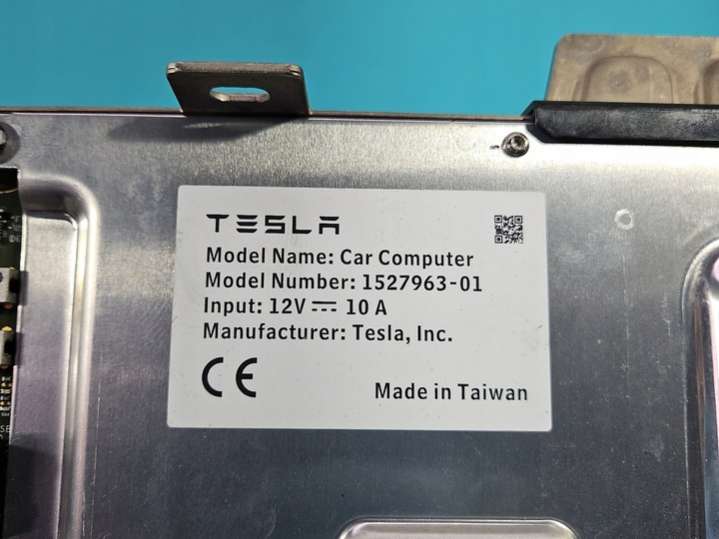 TESLA
Model Name: Car Computer
Model Number: 1527963-01
Input: 12V ⎓ 10 A
Manufacturer: Tesla, Inc.
CE
Made in Taiwan